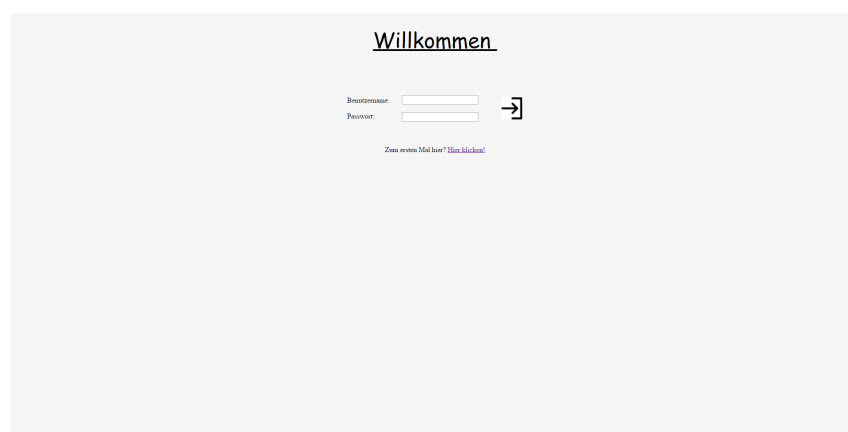 Willkommen
Benutzername:
Passwort:
Zum ersten Mal hier? Hier klicken!